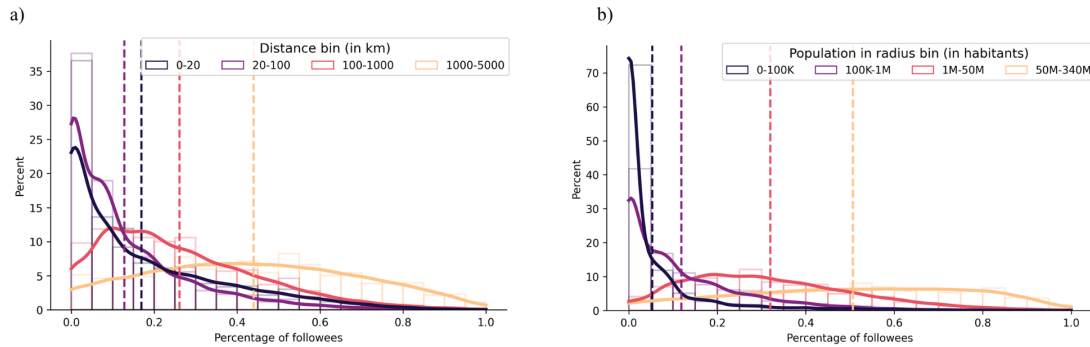 a)
Distance bin (in km)
0-20 20-100 100-1000 1000-5000
Percent
35
30
25
20
15
10
5
0
0.0 0.2 0.4 0.6 0.8 1.0
Percentage of followees
b)
Population in radius bin (in habitants)
0-100K 100K-1M 1M-50M 50M-340M
Percent
70
60
50
40
30
20
10
0
0.0 0.2 0.4 0.6 0.8 1.0
Percentage of followees